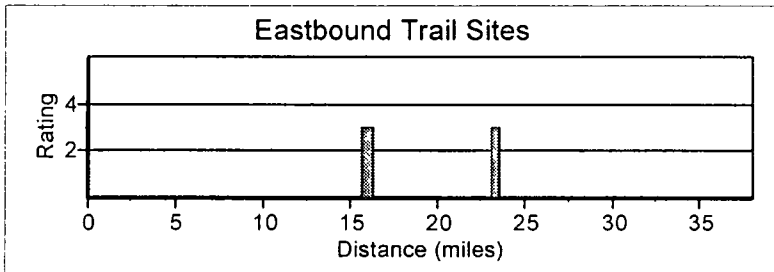 Eastbound Trail Sites
Rating
4
2
0 5 10 15 20 25 30 35
Distance (miles)